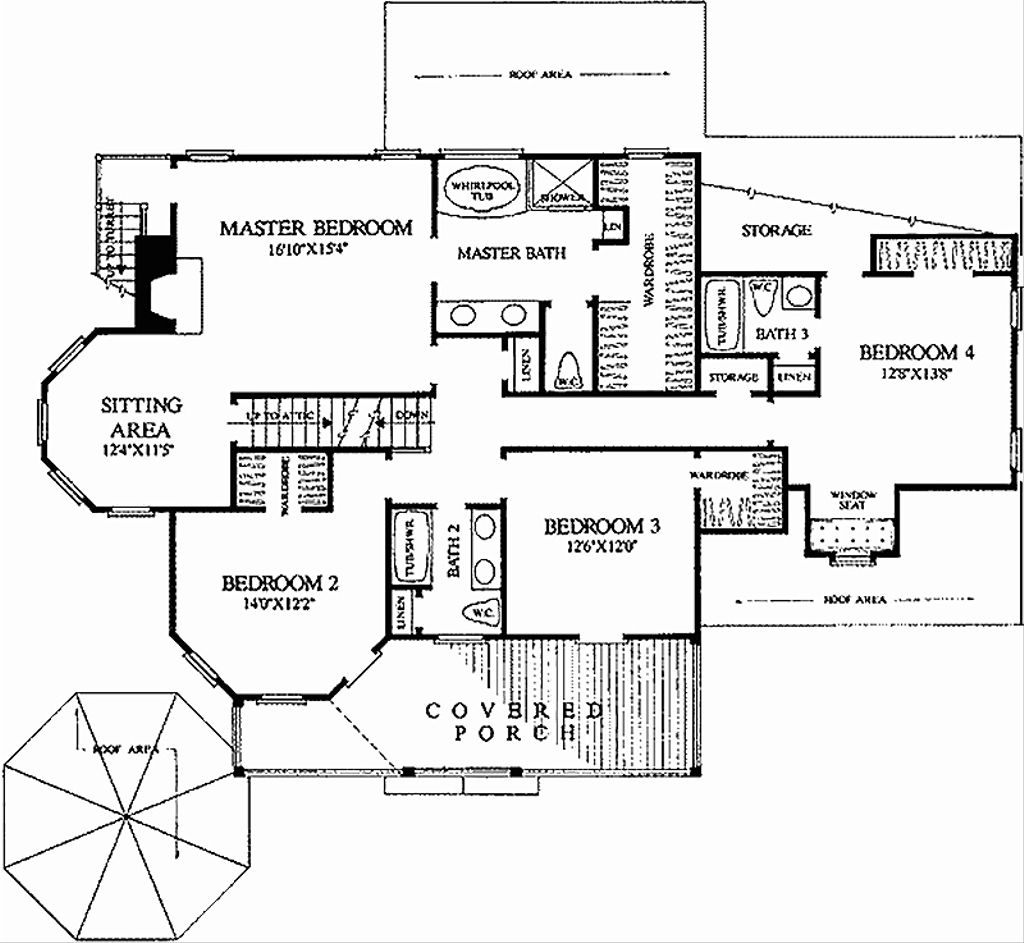 ROOF AREA
WHIRLPOOL
TUB
SHOWER
UP TO TURRET
MASTER BEDROOM
16'10"X15'4"
MASTER BATH
LIN
WARDROBE
STORAGE
TUB/SHWR.
W.C.
BATH 3
BEDROOM 4
12'8"X13'8"
LINEN
W.C.
STORAGE
LINEN
SITTING
AREA
12'4"X11'5"
UP TO ATTIC
DOWN
WARDROBE
WARDROBE
WINDOW
SEAT
BEDROOM 3
12'6"X12'0"
TUB/SHWR.
BATH 2
BEDROOM 2
14'0"X12'2"
LINEN
W.C.
ROOF AREA
COVERED
PORCH
ROOF AREA